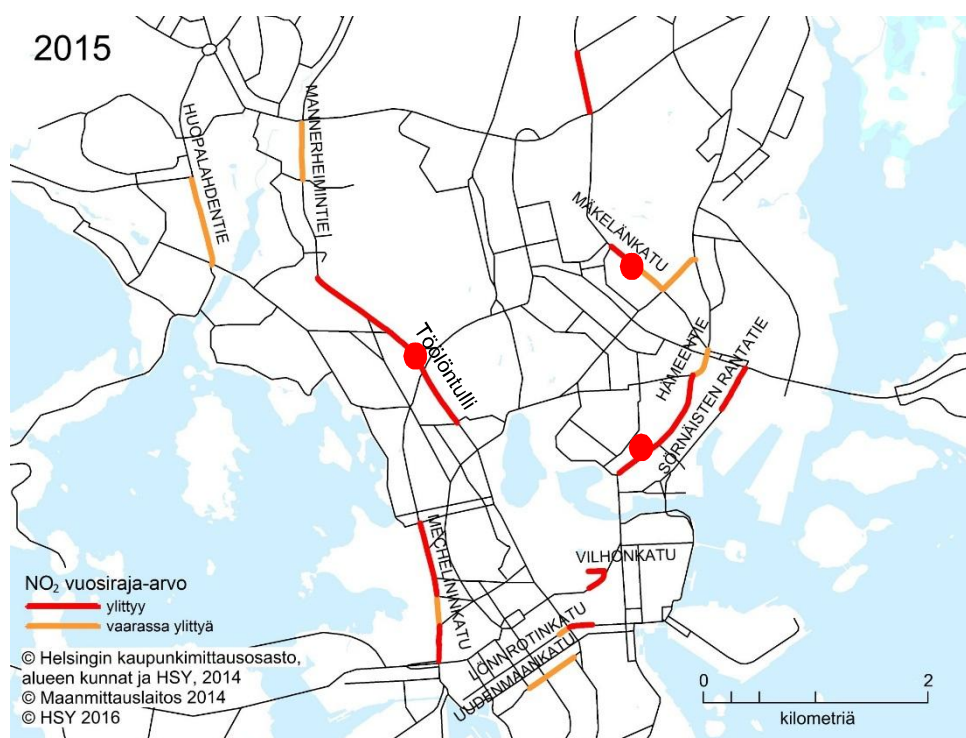 2015
HUOPALAHDENTIE
MANNERHEIMINTIE
MÄKELÄNKATU
Töölöntulli
HÄMEENTIE
SÖRNÄISTEN RANTATIE
MECHELININKATU
VILHONKATU
LÖNNROTINKATU
UUDENMAANKATU
NO₂ vuosiraja-arvo
ylittyy
vaarassa ylittyä
© Helsingin kaupunkimittausosasto,
alueen kunnat ja HSY, 2014
© Maanmittauslaitos 2014
© HSY 2016
0 2
kilometriä